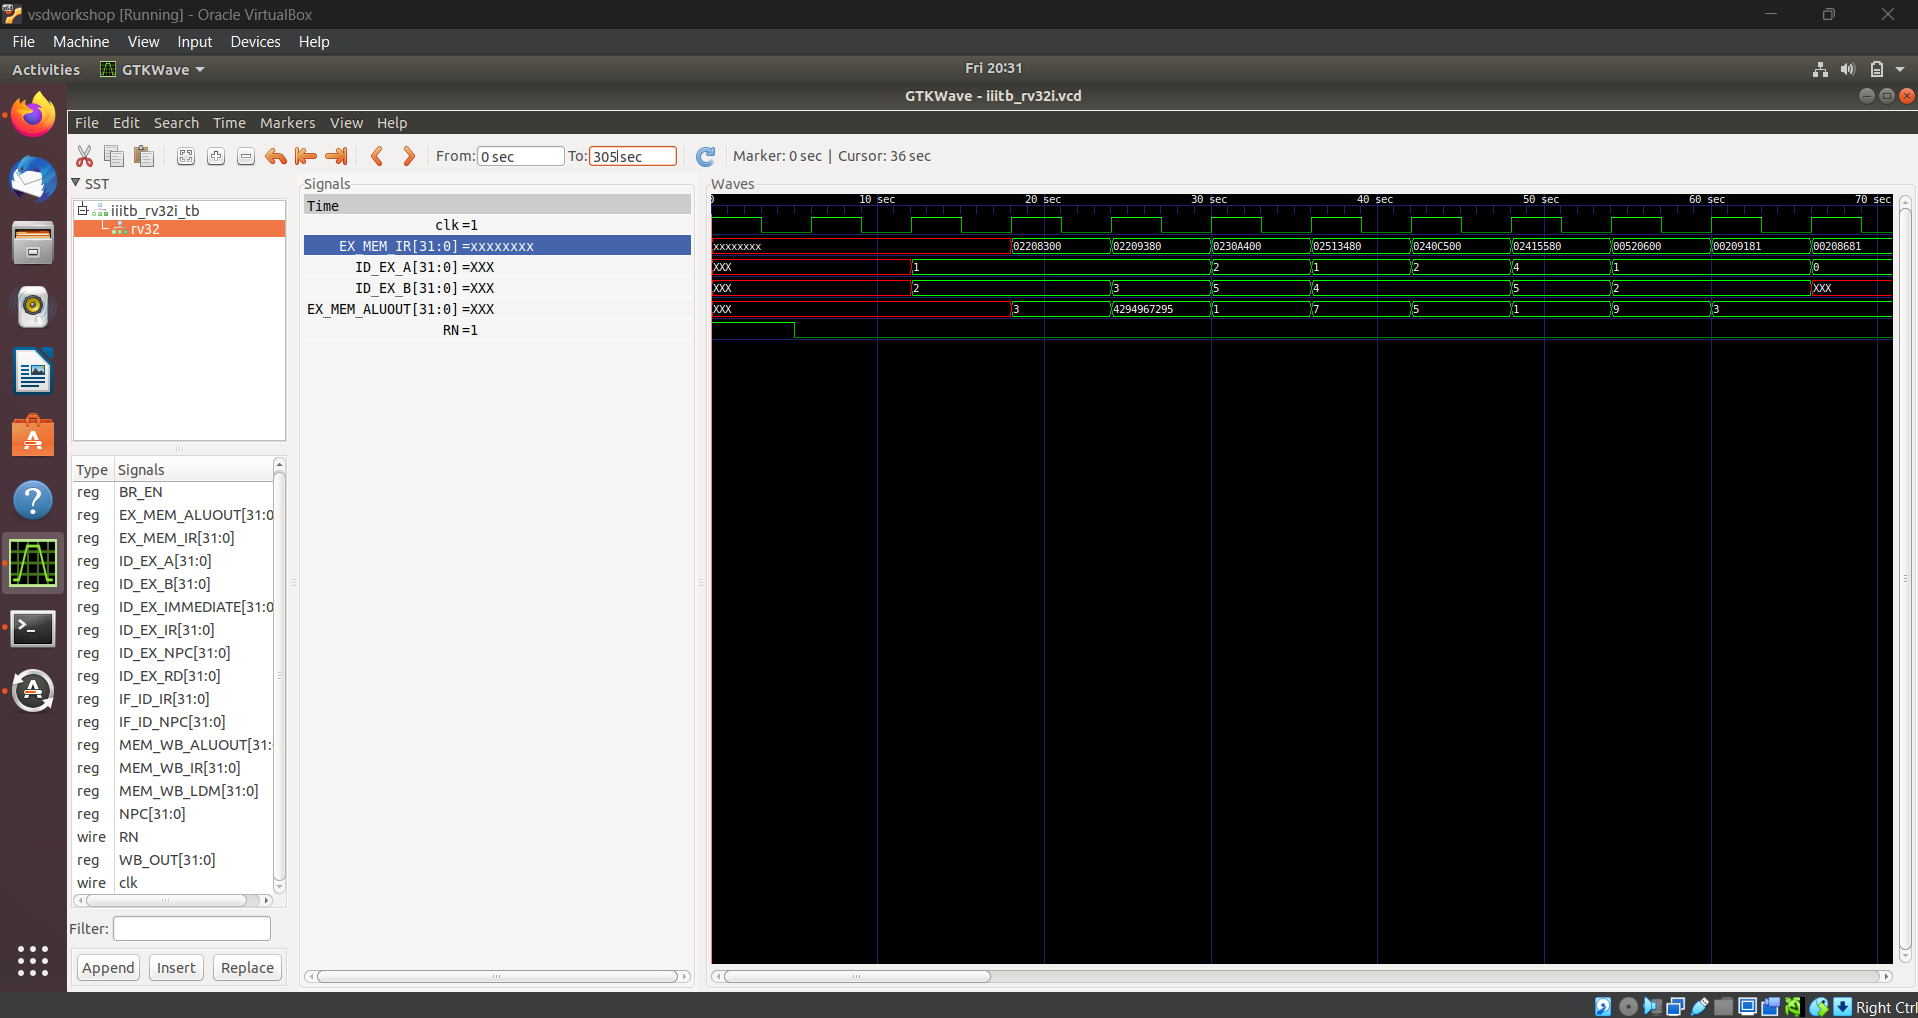 vsdworkshop [Running] - Oracle VirtualBox
File Machine View Input Devices Help
Activities GTKWave Fri 20:31
GTKWave - iiitb_rv32i.vcd
File Edit Search Time Markers View Help
From: 0 sec To: 305 sec Marker: 0 sec | Cursor: 36 sec
SST
iiitb_rv32i_tb
rv32
Type Signals
reg BR_EN
reg EX_MEM_ALUOUT[31:0
reg EX_MEM_IR[31:0]
reg ID_EX_A[31:0]
reg ID_EX_B[31:0]
reg ID_EX_IMMEDIATE[31:0
reg ID_EX_IR[31:0]
reg ID_EX_NPC[31:0]
reg ID_EX_RD[31:0]
reg IF_ID_IR[31:0]
reg IF_ID_NPC[31:0]
reg MEM_WB_ALUOUT[31:
reg MEM_WB_IR[31:0]
reg MEM_WB_LDM[31:0]
reg NPC[31:0]
wire RN
reg WB_OUT[31:0]
wire clk
Filter:
Append Insert Replace
Signals
Time
clk=1
EX_MEM_IR[31:0]=xxxxxxxx
ID_EX_A[31:0]=XXX
ID_EX_B[31:0]=XXX
EX_MEM_ALUOUT[31:0]=XXX
RN=1
Waves
0 10 sec 20 sec 30 sec 40 sec 50 sec 60 sec 70 sec
xxxxxxxx 02208300 02209380 0230A400 02513480 0240C500 02415580 00520600 00209181 00208681
XXX 1 2 1 2 4 1 0
XXX 2 3 5 4 5 2 XXX
XXX 3 4294967295 1 7 5 1 9 3
Right Ctrl